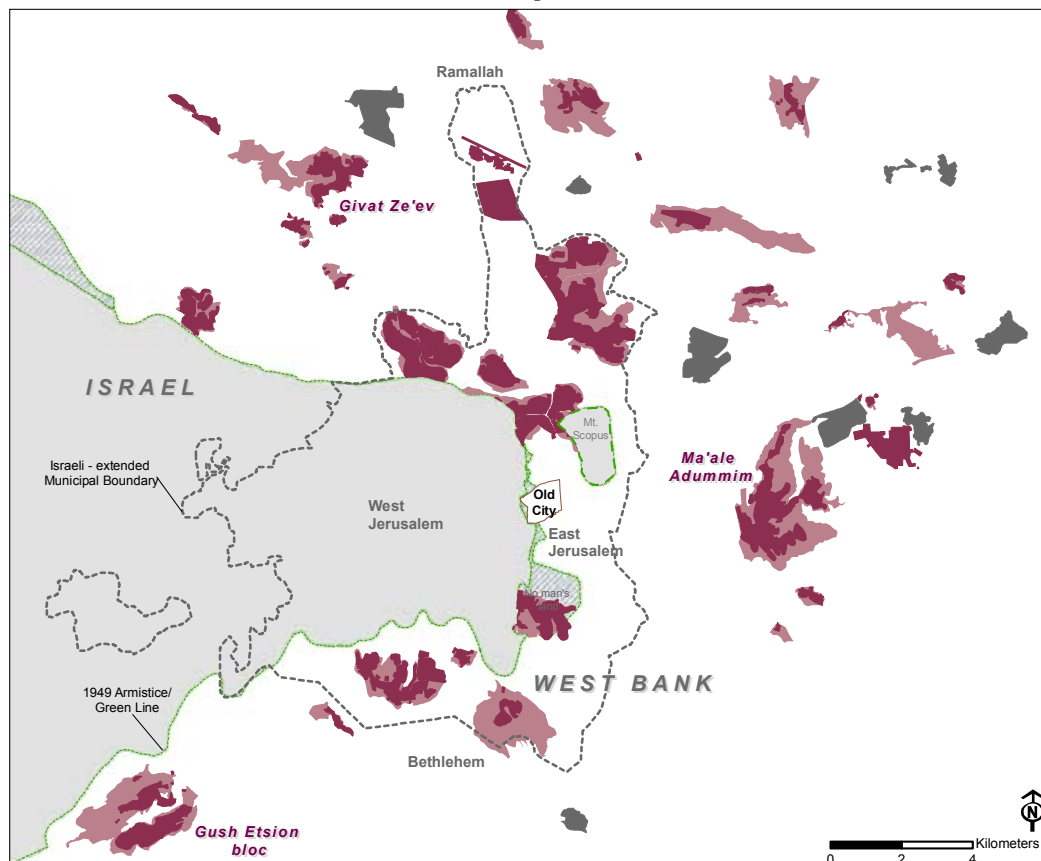 Ramallah
Givat Ze'ev
ISRAEL
Mt.
Scopus
Israeli - extended
Municipal Boundary
Ma'ale
Adummim
West
Jerusalem
Old
City
East
Jerusalem
No man's
land
WEST BANK
1949 Armistice/
Green Line
Bethlehem
Gush Etsion
bloc
N
Kilometers
0 2 4